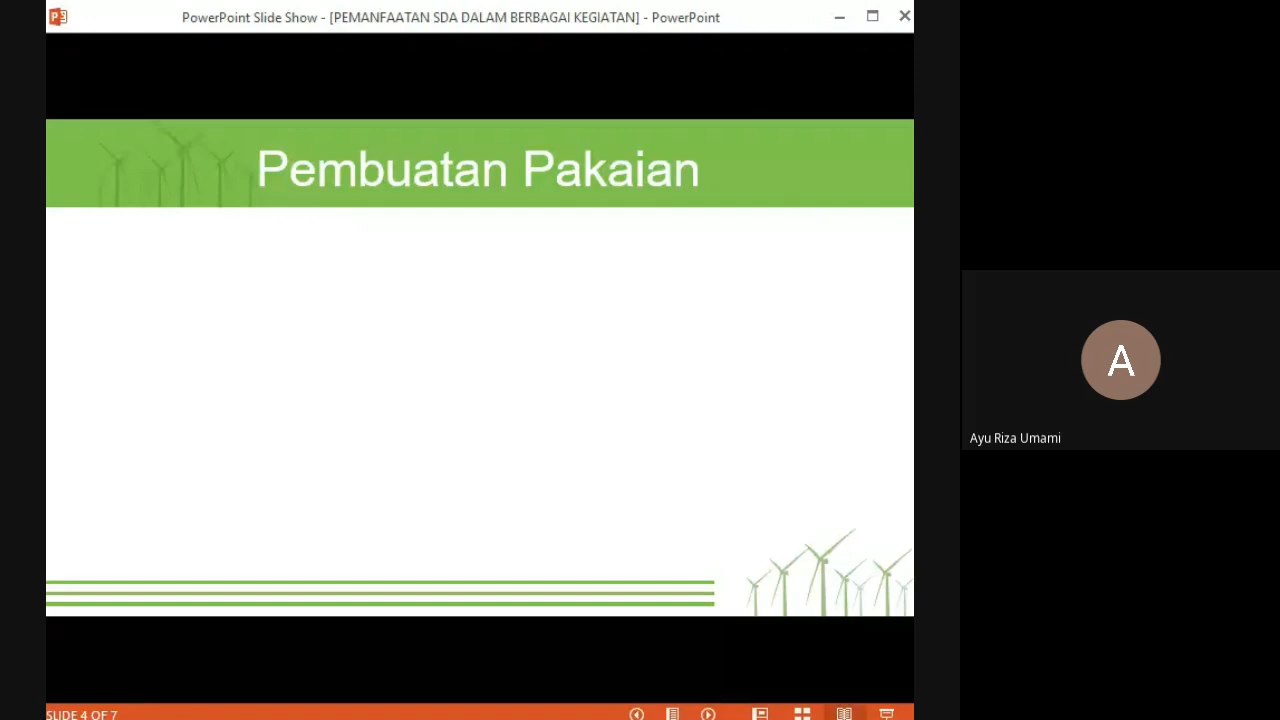 PowerPoint Slide Show - [PEMANFAATAN SDA DALAM BERBAGAI KEGIATAN] - PowerPoint
Pembuatan Pakaian
A
Ayu Riza Umami
SLIDE 4 OF 7